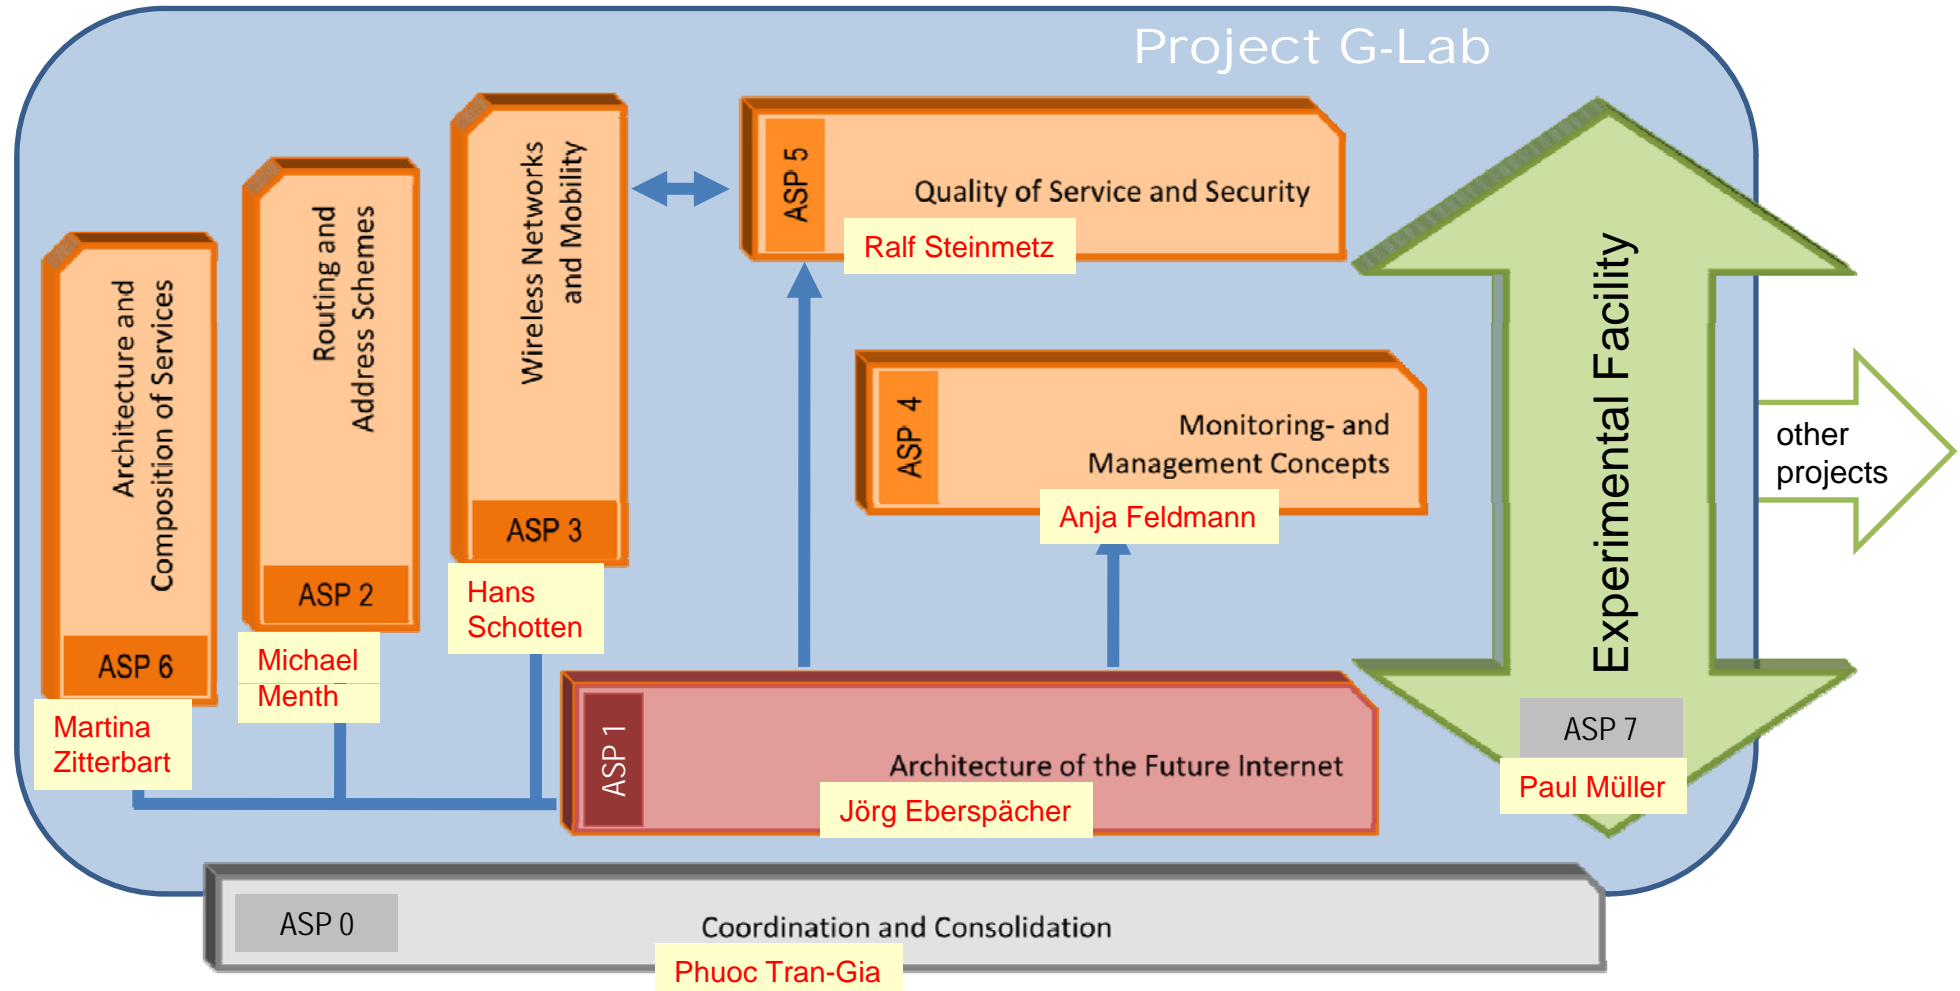 Project G-Lab
Architecture and
Composition of Services
ASP 6
Martina
Zitterbart
Routing and
Address Schemes
ASP 2
Michael
Menth
Wireless Networks
and Mobility
ASP 3
Hans
Schotten
ASP 5
Quality of Service and Security
Ralf Steinmetz
ASP 4
Monitoring- and
Management Concepts
Anja Feldmann
ASP 1
Architecture of the Future Internet
Jörg Eberspächer
Experimental Facility
ASP 7
Paul Müller
other
projects
ASP 0
Coordination and Consolidation
Phuoc Tran-Gia